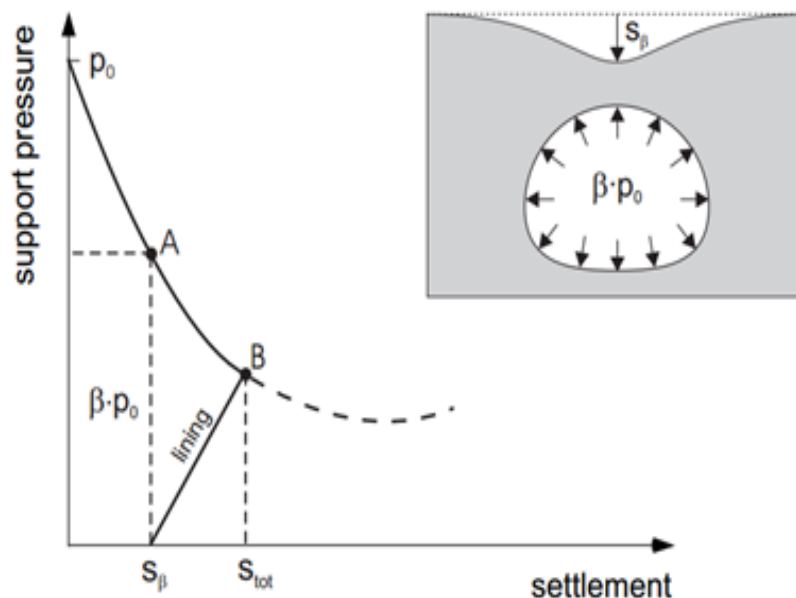 support pressure
p₀
A
B
β·p₀
lining
s_β
s_tot
settlement
s_β
β·p₀